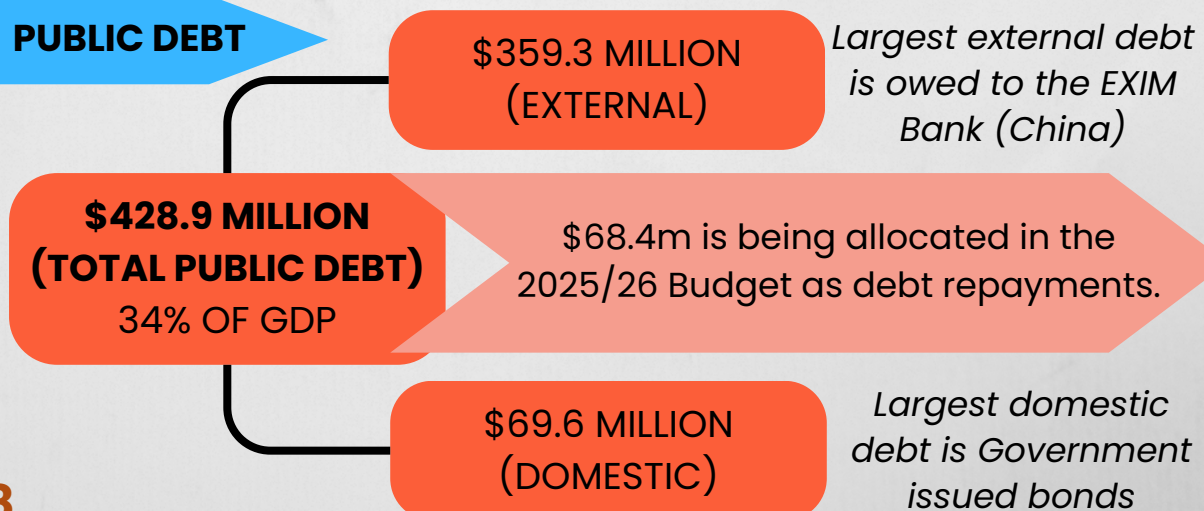 PUBLIC DEBT
$359.3 MILLION
(EXTERNAL)
Largest external debt
is owed to the EXIM
Bank (China)
$428.9 MILLION
(TOTAL PUBLIC DEBT)
34% OF GDP
$68.4m is being allocated in the
2025/26 Budget as debt repayments.
$69.6 MILLION
(DOMESTIC)
Largest domestic
debt is Government
issued bonds